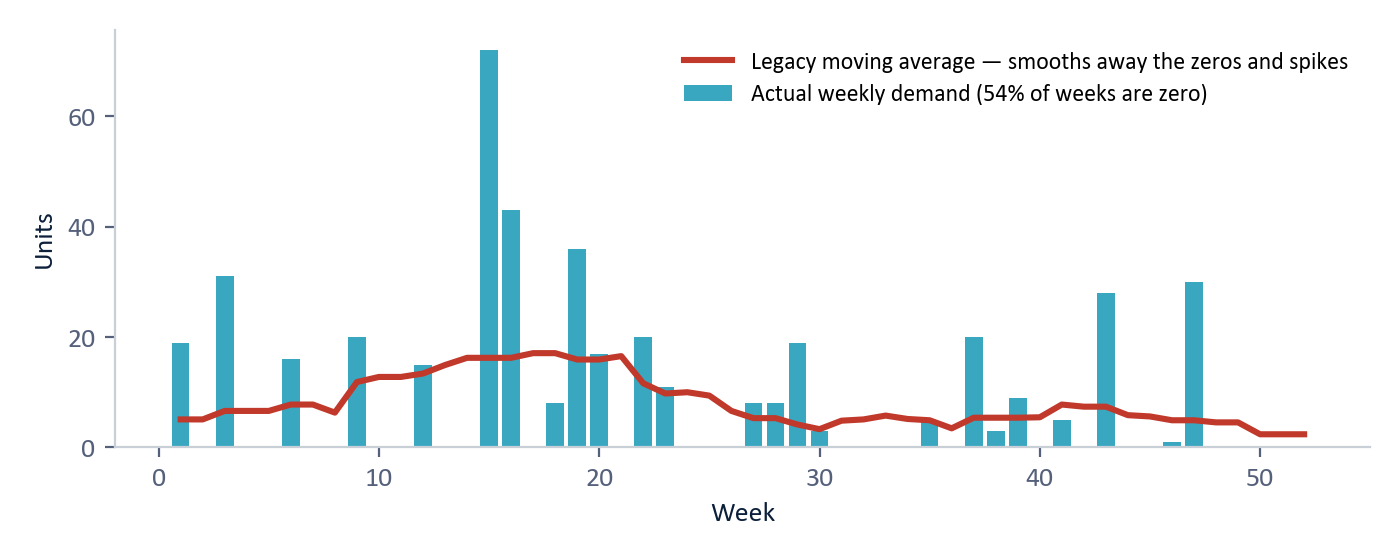 Legacy moving average — smooths away the zeros and spikes
Actual weekly demand (54% of weeks are zero)
Units
60
40
20
0
0 10 20 30 40 50
Week